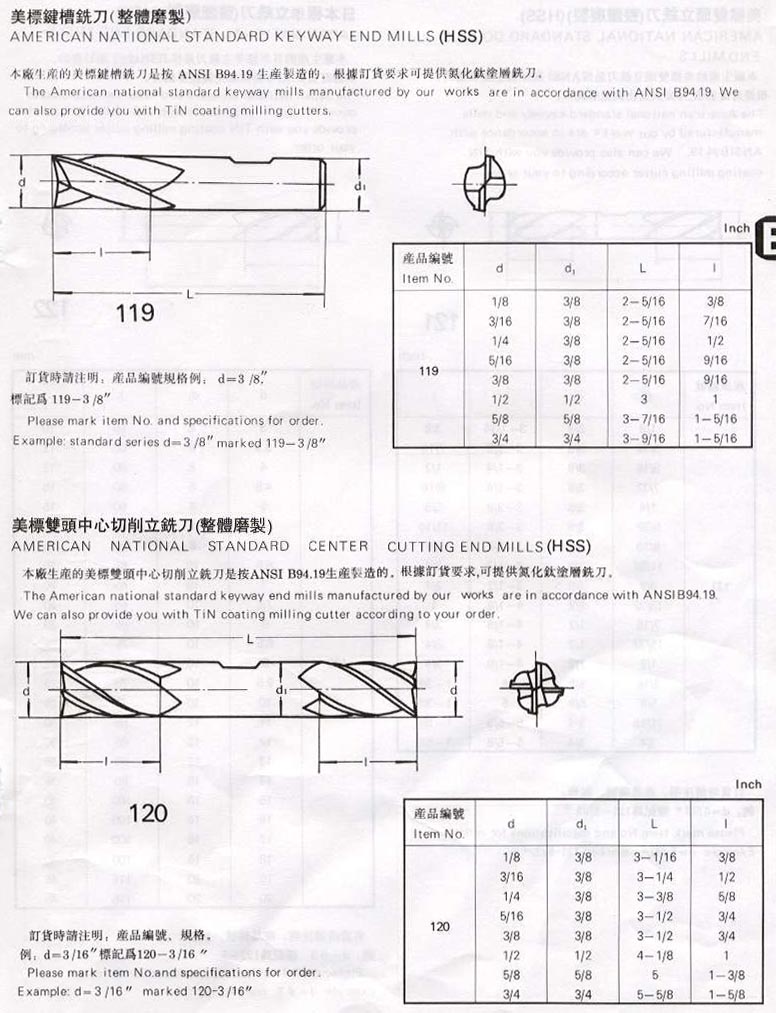 美標鍵槽銑刀(整體磨製)
AMERICAN NATIONAL STANDARD KEYWAY END MILLS (HSS)
本廠生産的美標鍵槽銑刀是按 ANSI B94.19 生産製造的，根據訂貨要求可提供氮化鈦塗層銑刀。
The American national standard keyway mills manufactured by our works are in accordance with ANSI B94.19. We
can also provide you with TiN coating milling cutters.
d
d₁
l
L
119
Inch
産品編號
Item No. d d₁ L l
119
1/8 3/8 2–5/16 3/8
3/16 3/8 2–5/16 7/16
1/4 3/8 2–5/16 1/2
5/16 3/8 2–5/16 9/16
3/8 3/8 2–5/16 9/16
1/2 1/2 3 1
5/8 5/8 3–7/16 1–5/16
3/4 3/4 3–9/16 1–5/16
訂貨時請注明，産品編號規格例： d=3 /8″
標記爲 119–3 /8″
Please mark item No. and specifications for order.
Example: standard series d=3 /8″ marked 119–3 /8″
美標雙頭中心切削立銑刀(整體磨製)
AMERICAN NATIONAL STANDARD CENTER CUTTING END MILLS (HSS)
本廠生産的美標雙頭中心切削立銑刀是按ANSI B94.19生産製造的。根據訂貨要求,可提供氮化鈦塗層銑刀。
The American national standard keyway end mills manufactured by our works are in accordance with ANSIB94.19.
We can also provide you with TiN coating milling cutter according to your order.
L
d
d₁
d
l
l
120
Inch
産品編號
Item No. d d₁ L l
120
1/8 3/8 3–1/16 3/8
3/16 3/8 3–1/4 1/2
1/4 3/8 3–3/8 5/8
5/16 3/8 3–1/2 3/4
3/8 3/8 3–1/2 3/4
1/2 1/2 4–1/8 1
5/8 5/8 5 1–3/8
3/4 3/4 5–5/8 1–5/8
訂貨時請注明，産品編號、規格。
例，d=3 /16″標記爲120–3 /16 ″
Please mark item No.and specifications for order.
Example: d= 3 /16 ″ marked 120-3 /16″